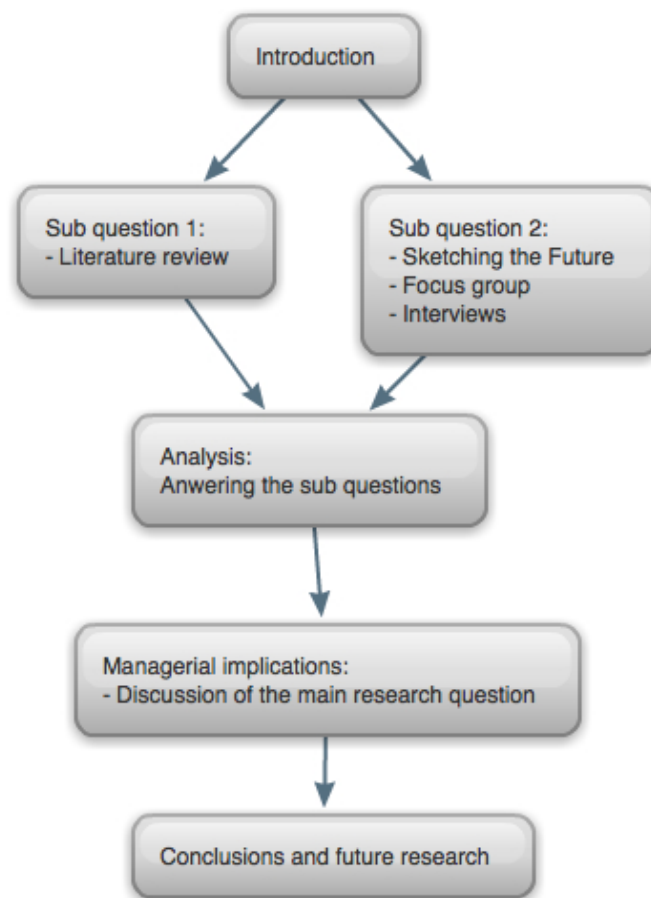 Introduction
Sub question 1:
- Literature review
Sub question 2:
- Sketching the Future
- Focus group
- Interviews
Analysis:
Anwering the sub questions
Managerial implications:
- Discussion of the main research question
Conclusions and future research